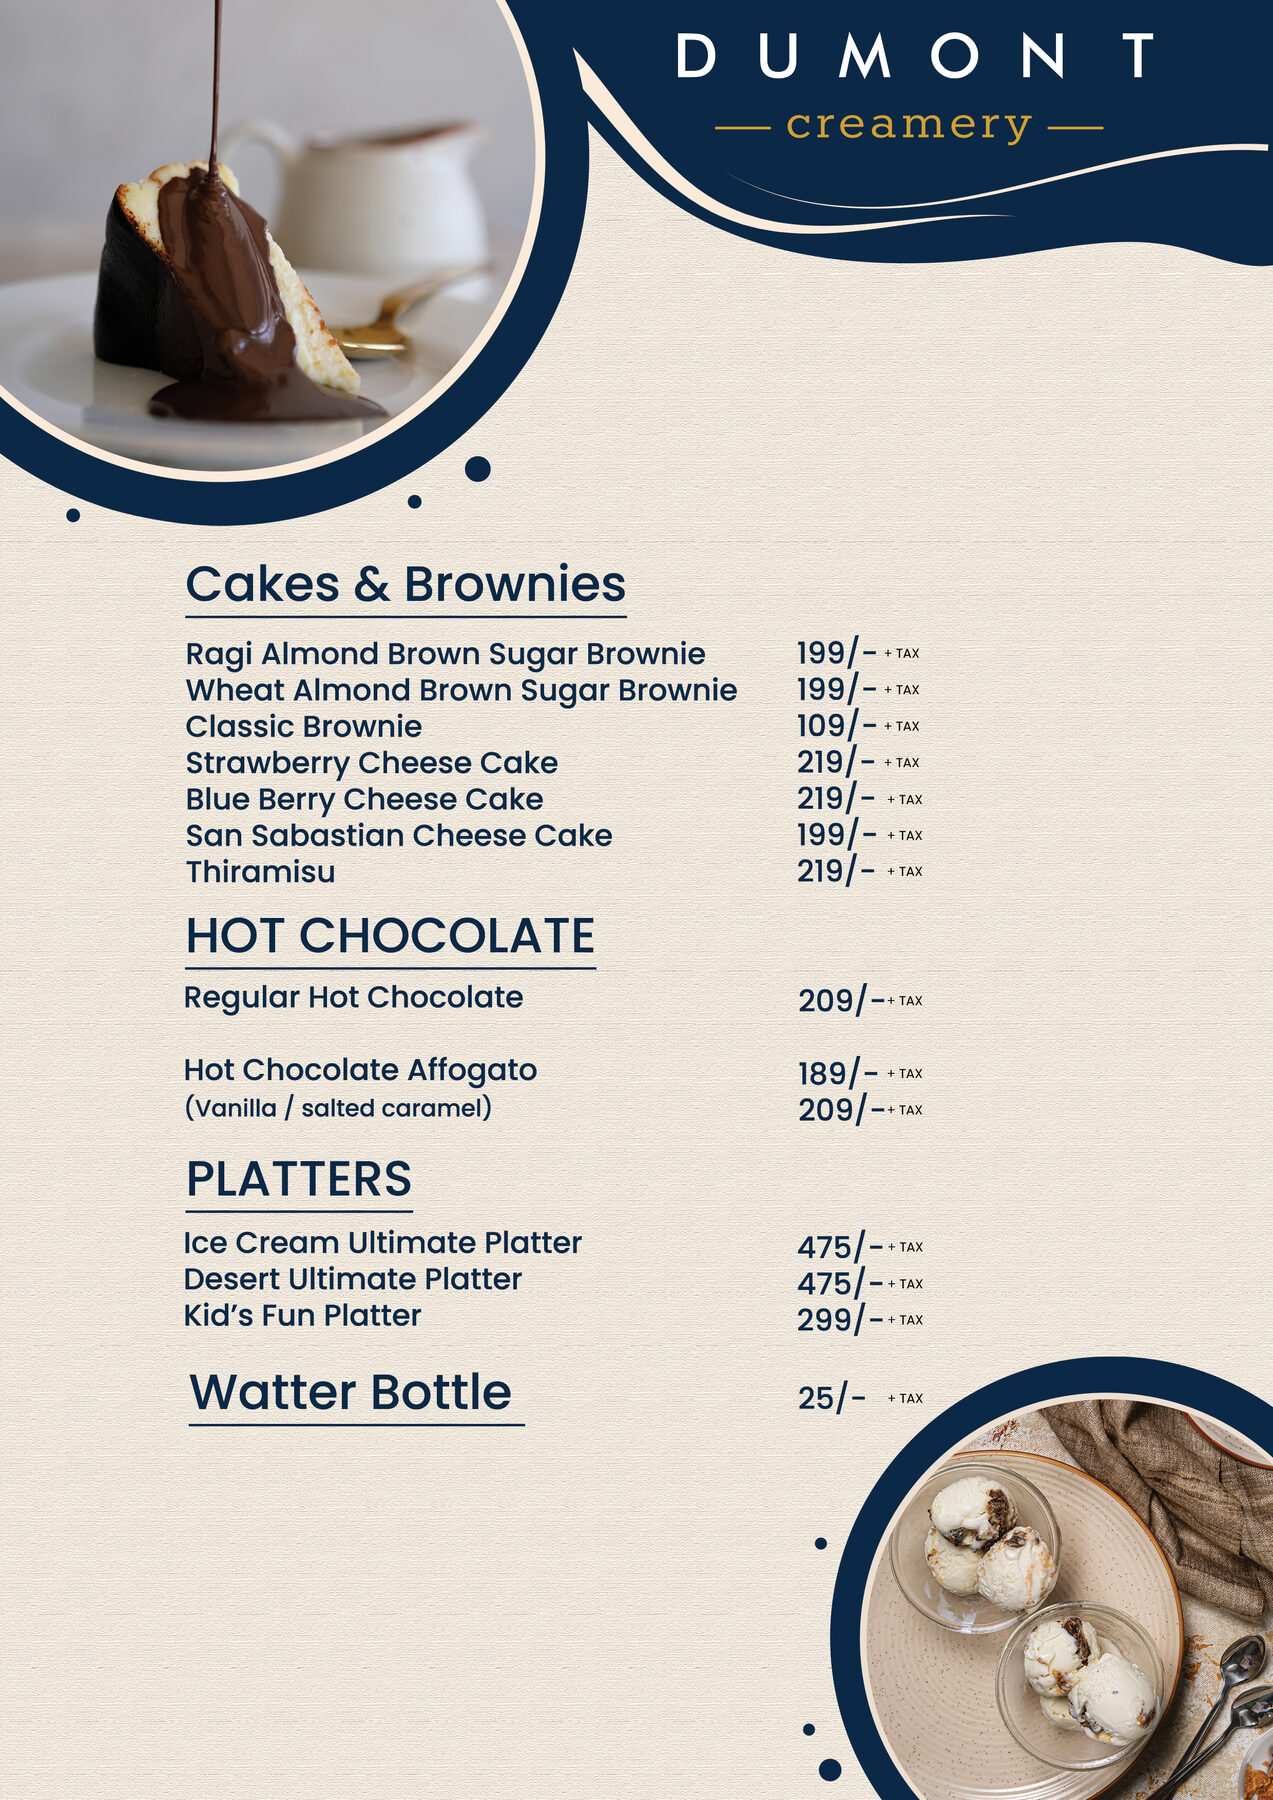 DUMONT
creamery
Cakes & Brownies
Ragi Almond Brown Sugar Brownie 199/- + TAX
Wheat Almond Brown Sugar Brownie 199/- + TAX
Classic Brownie 109/- + TAX
Strawberry Cheese Cake 219/- + TAX
Blue Berry Cheese Cake 219/- + TAX
San Sabastian Cheese Cake 199/- + TAX
Thiramisu 219/- + TAX
HOT CHOCOLATE
Regular Hot Chocolate 209/- + TAX
Hot Chocolate Affogato 189/- + TAX
(Vanilla / salted caramel) 209/- + TAX
PLATTERS
Ice Cream Ultimate Platter 475/- + TAX
Desert Ultimate Platter 475/- + TAX
Kid's Fun Platter 299/- + TAX
Watter Bottle 25/- + TAX